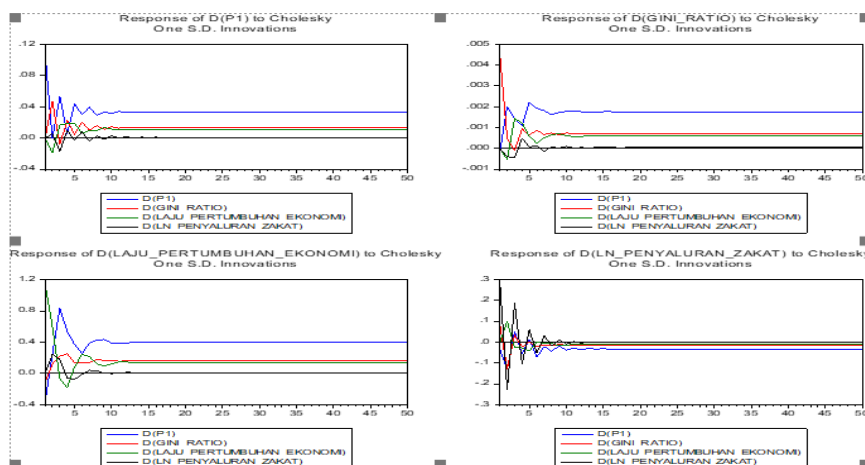 Response of D(P1) to Cholesky
One S.D. Innovations
.12
.08
.04
.00
-.04
5 10 15 20 25 30 35 40 45 50
D(P1)
D(GINI RATIO)
D(LAJU PERTUMBUHAN EKONOMI)
D(LN PENYALURAN ZAKAT)
Response of D(GINI_RATIO) to Cholesky
One S.D. Innovations
.005
.004
.003
.002
.001
.000
-.001
5 10 15 20 25 30 35 40 45 50
D(P1)
D(GINI RATIO)
D(LAJU PERTUMBUHAN EKONOMI)
D(LN PENYALURAN ZAKAT)
Response of D(LAJU_PERTUMBUHAN_EKONOMI) to Cholesky
One S.D. Innovations
1.2
0.8
0.4
0.0
-0.4
5 10 15 20 25 30 35 40 45 50
D(P1)
D(GINI RATIO)
D(LAJU PERTUMBUHAN EKONOMI)
D(LN PENYALURAN ZAKAT)
Response of D(LN_PENYALURAN_ZAKAT) to Cholesky
One S.D. Innovations
.3
.2
.1
.0
-.1
-.2
-.3
5 10 15 20 25 30 35 40 45 50
D(P1)
D(GINI RATIO)
D(LAJU PERTUMBUHAN EKONOMI)
D(LN PENYALURAN ZAKAT)